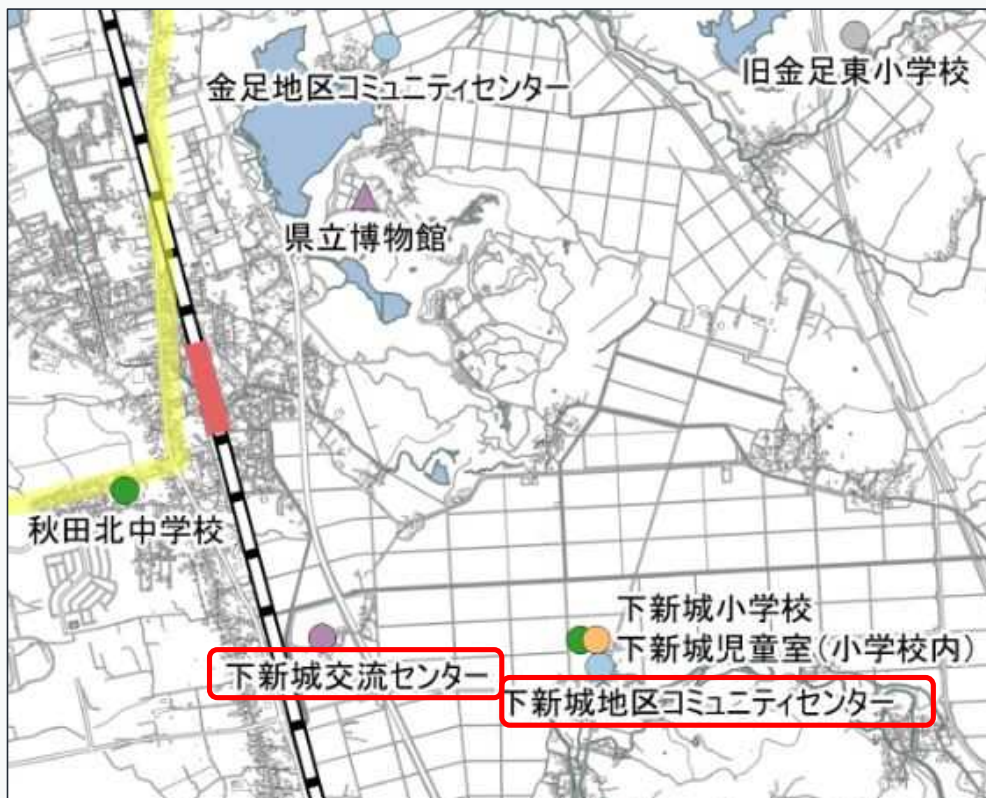 旧金足東小学校
金足地区コミュニティセンター
県立博物館
秋田北中学校
下新城小学校
下新城児童室(小学校内)
下新城交流センター
下新城地区コミュニティセンター